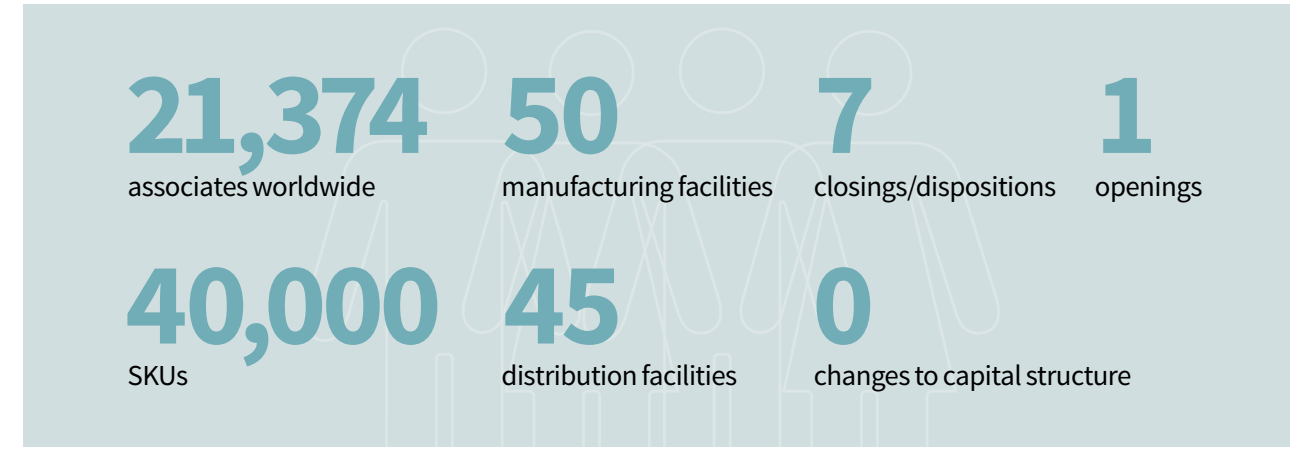 21,374
associates worldwide
50
manufacturing facilities
7
closings/dispositions
1
openings
40,000
SKUs
45
distribution facilities
0
changes to capital structure